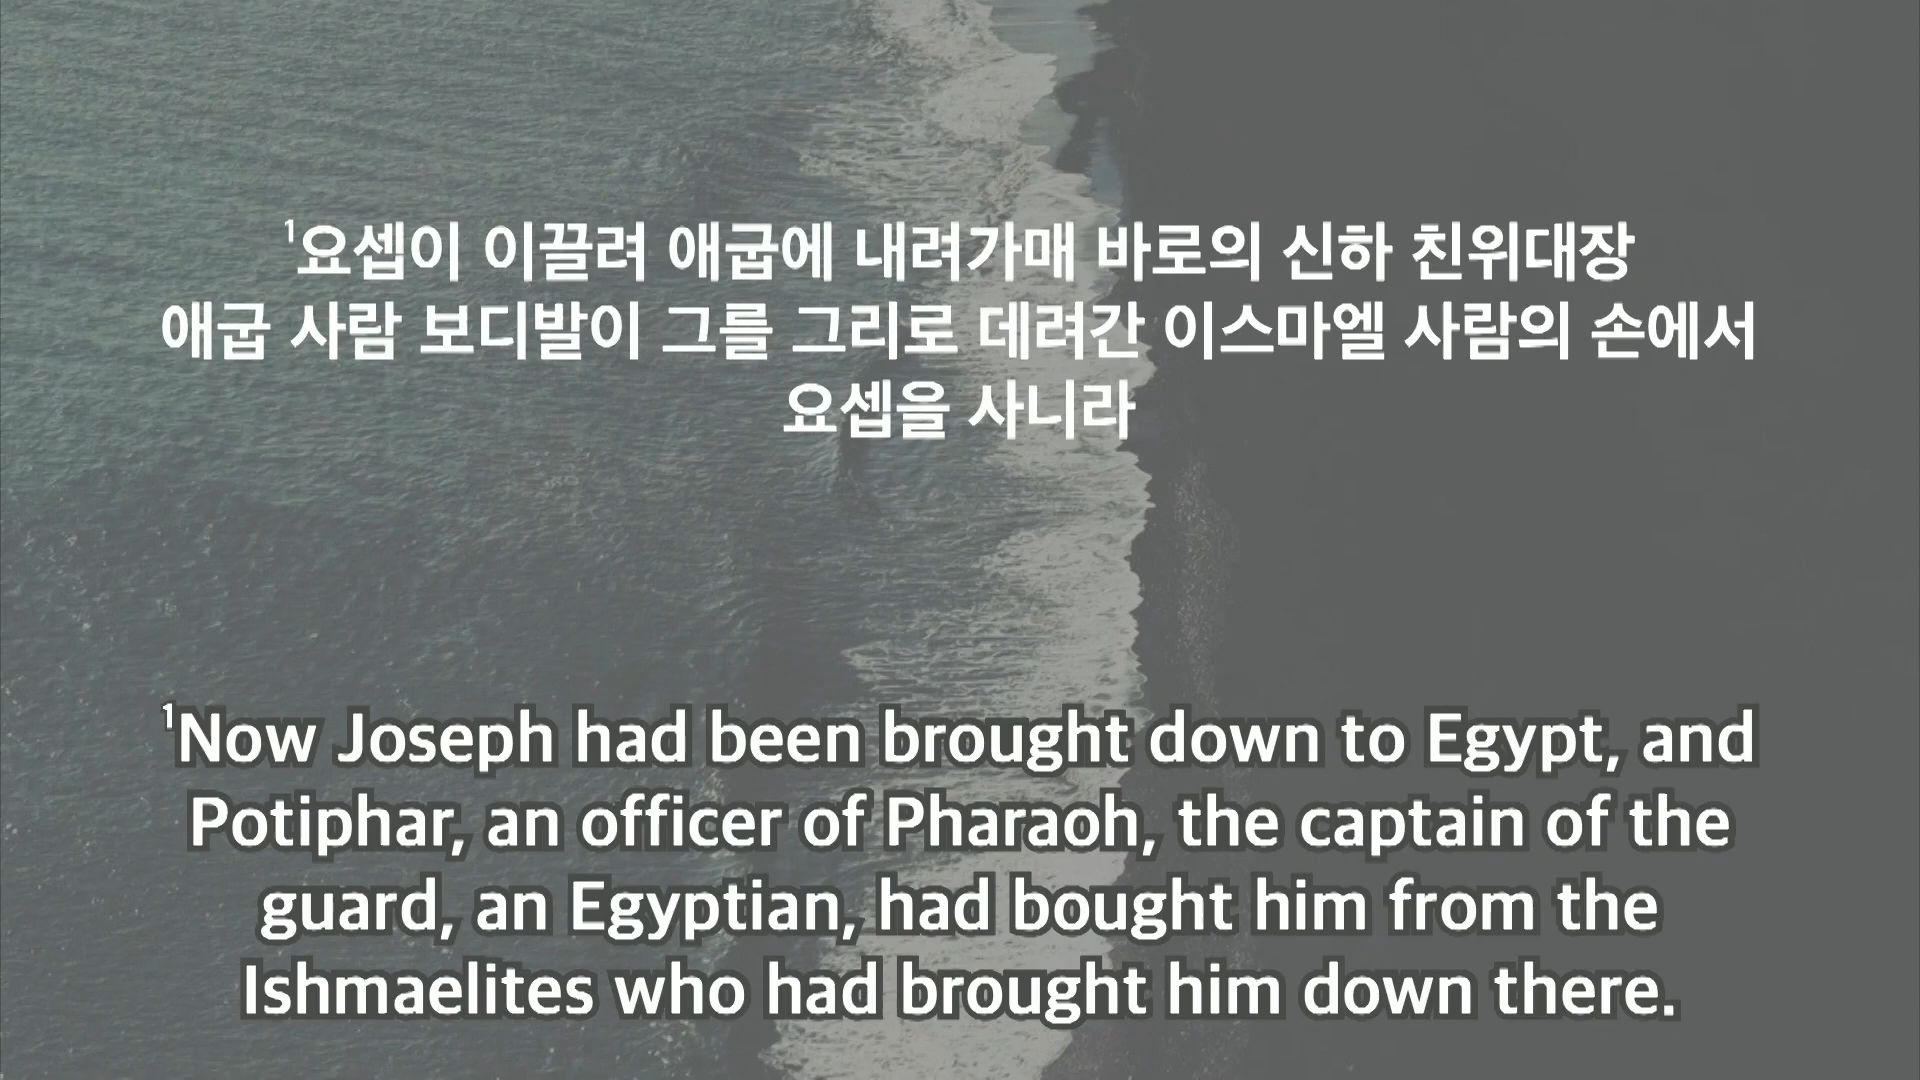 ¹요셉이 이끌려 애굽에 내려가매 바로의 신하 친위대장
애굽 사람 보디발이 그를 그리로 데려간 이스마엘 사람의 손에서
요셉을 사니라
¹Now Joseph had been brought down to Egypt, and
Potiphar, an officer of Pharaoh, the captain of the
guard, an Egyptian, had bought him from the
Ishmaelites who had brought him down there.